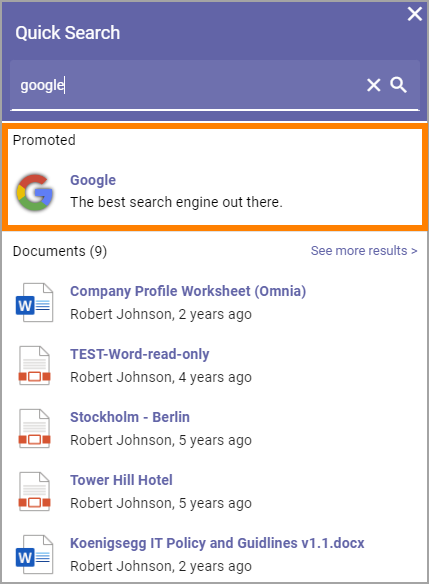 Quick Search
google
Promoted
Google
The best search engine out there.
Documents (9)
See more results >
Company Profile Worksheet (Omnia)
Robert Johnson, 2 years ago
TEST-Word-read-only
Robert Johnson, 4 years ago
Stockholm - Berlin
Robert Johnson, 5 years ago
Tower Hill Hotel
Robert Johnson, 5 years ago
Koenigsegg IT Policy and Guidlines v1.1.docx
Robert Johnson, 2 years ago